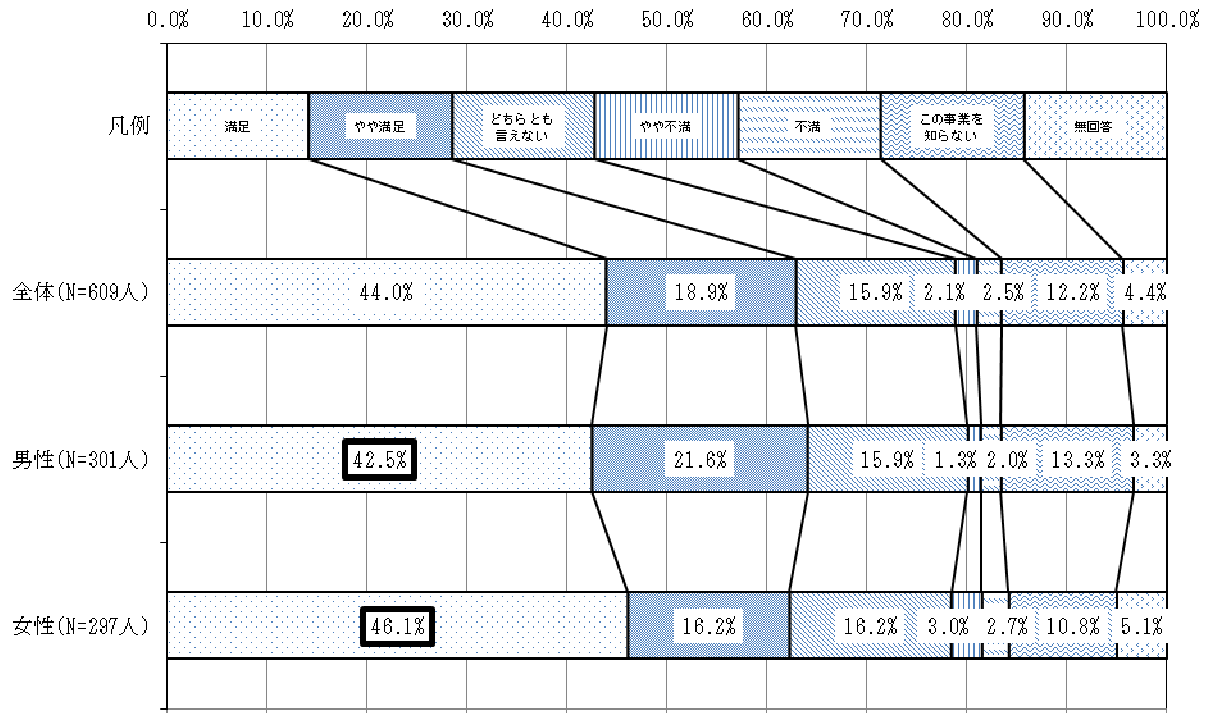 0.0% 10.0% 20.0% 30.0% 40.0% 50.0% 60.0% 70.0% 80.0% 90.0% 100.0%
凡例 満足 やや満足 どちらとも言えない やや不満 不満 この事業を知らない 無回答
全体(N=609人) 44.0% 18.9% 15.9% 2.1% 2.5% 12.2% 4.4%
男性(N=301人) 42.5% 21.6% 15.9% 1.3% 2.0% 13.3% 3.3%
女性(N=297人) 46.1% 16.2% 16.2% 3.0% 2.7% 10.8% 5.1%